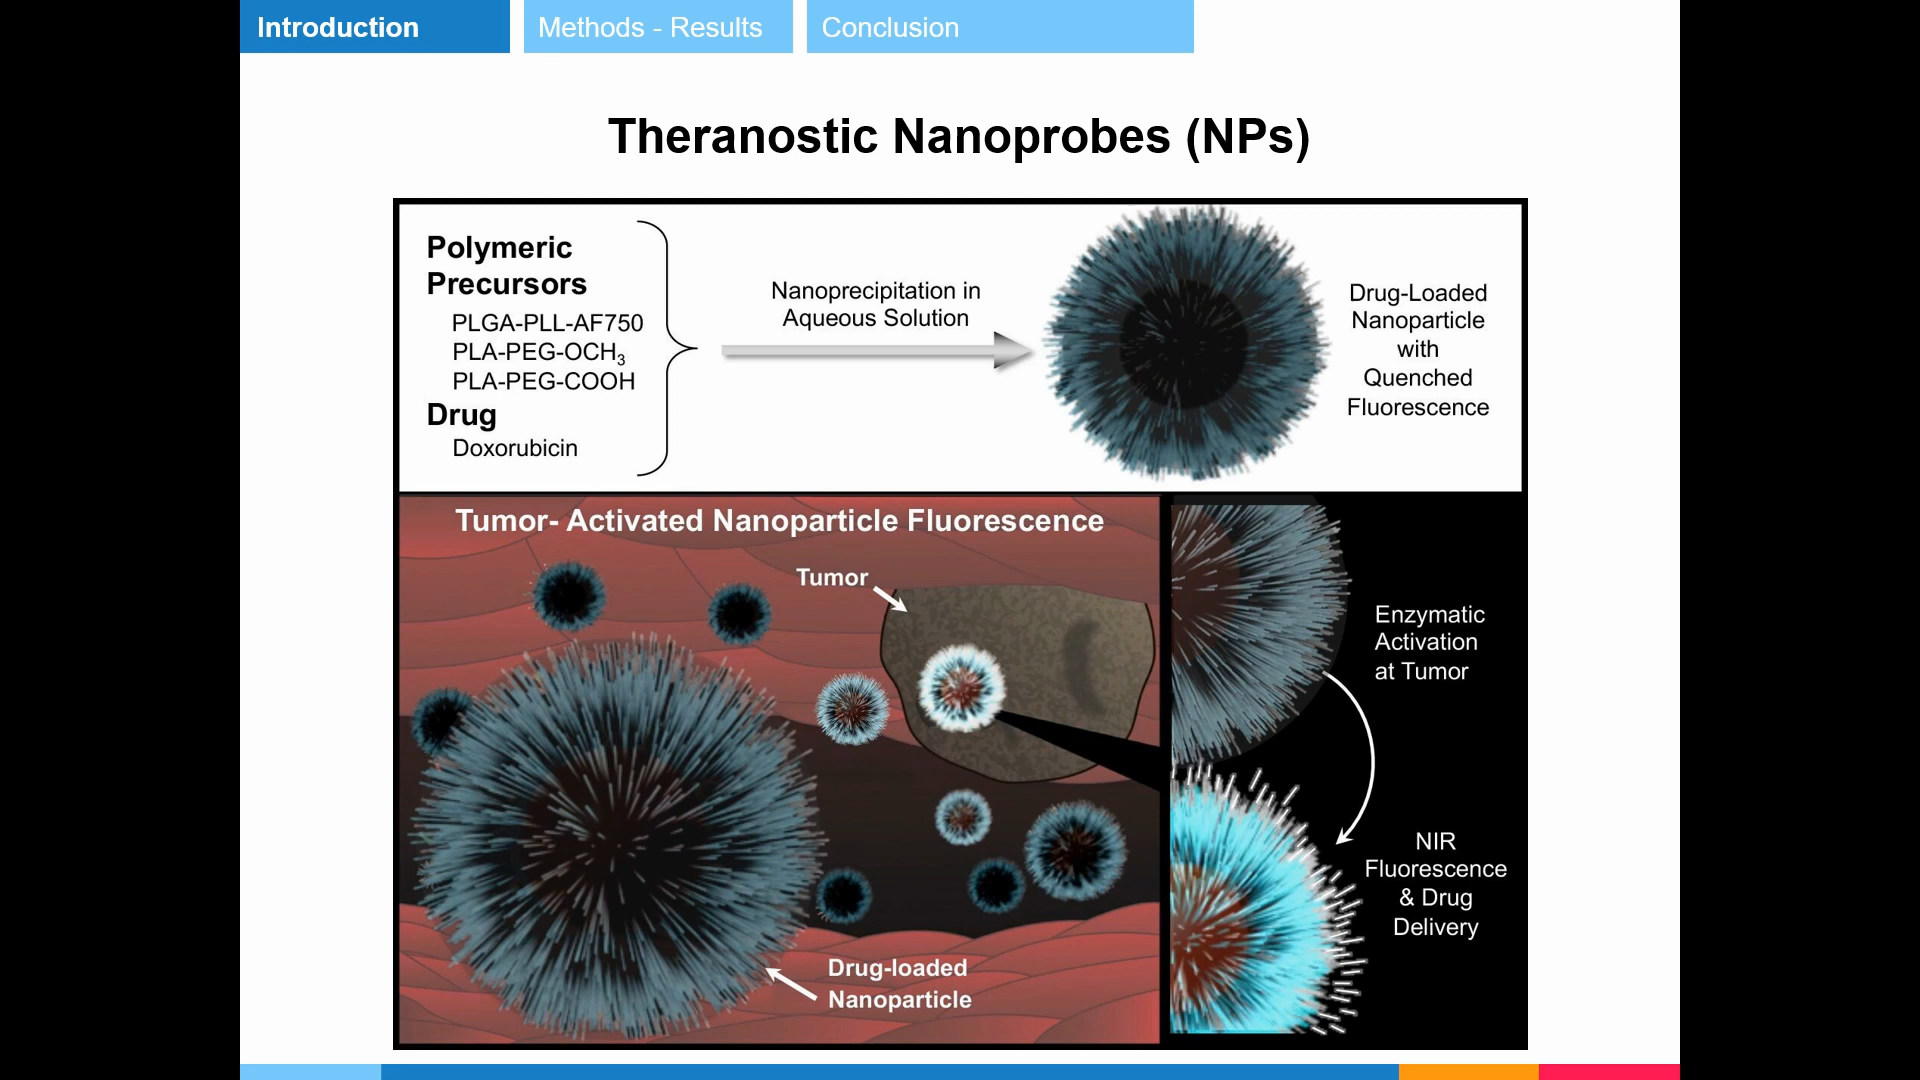 Introduction
Methods - Results
Conclusion
Theranostic Nanoprobes (NPs)
Polymeric
Precursors
PLGA-PLL-AF750
PLA-PEG-OCH₃
PLA-PEG-COOH
Drug
Doxorubicin
Nanoprecipitation in
Aqueous Solution
Drug-Loaded
Nanoparticle
with
Quenched
Fluorescence
Tumor- Activated Nanoparticle Fluorescence
Tumor
Drug-loaded
Nanoparticle
Enzymatic
Activation
at Tumor
NIR
Fluorescence
& Drug
Delivery